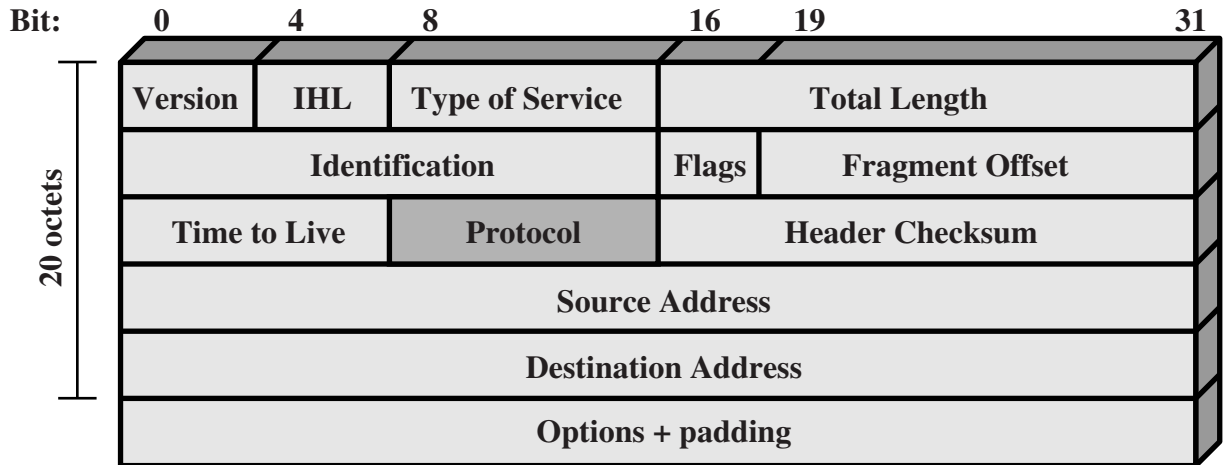 Bit: 0 4 8 16 19 31
Version IHL Type of Service Total Length
Identification Flags Fragment Offset
Time to Live Protocol Header Checksum
Source Address
Destination Address
Options + padding
20 octets